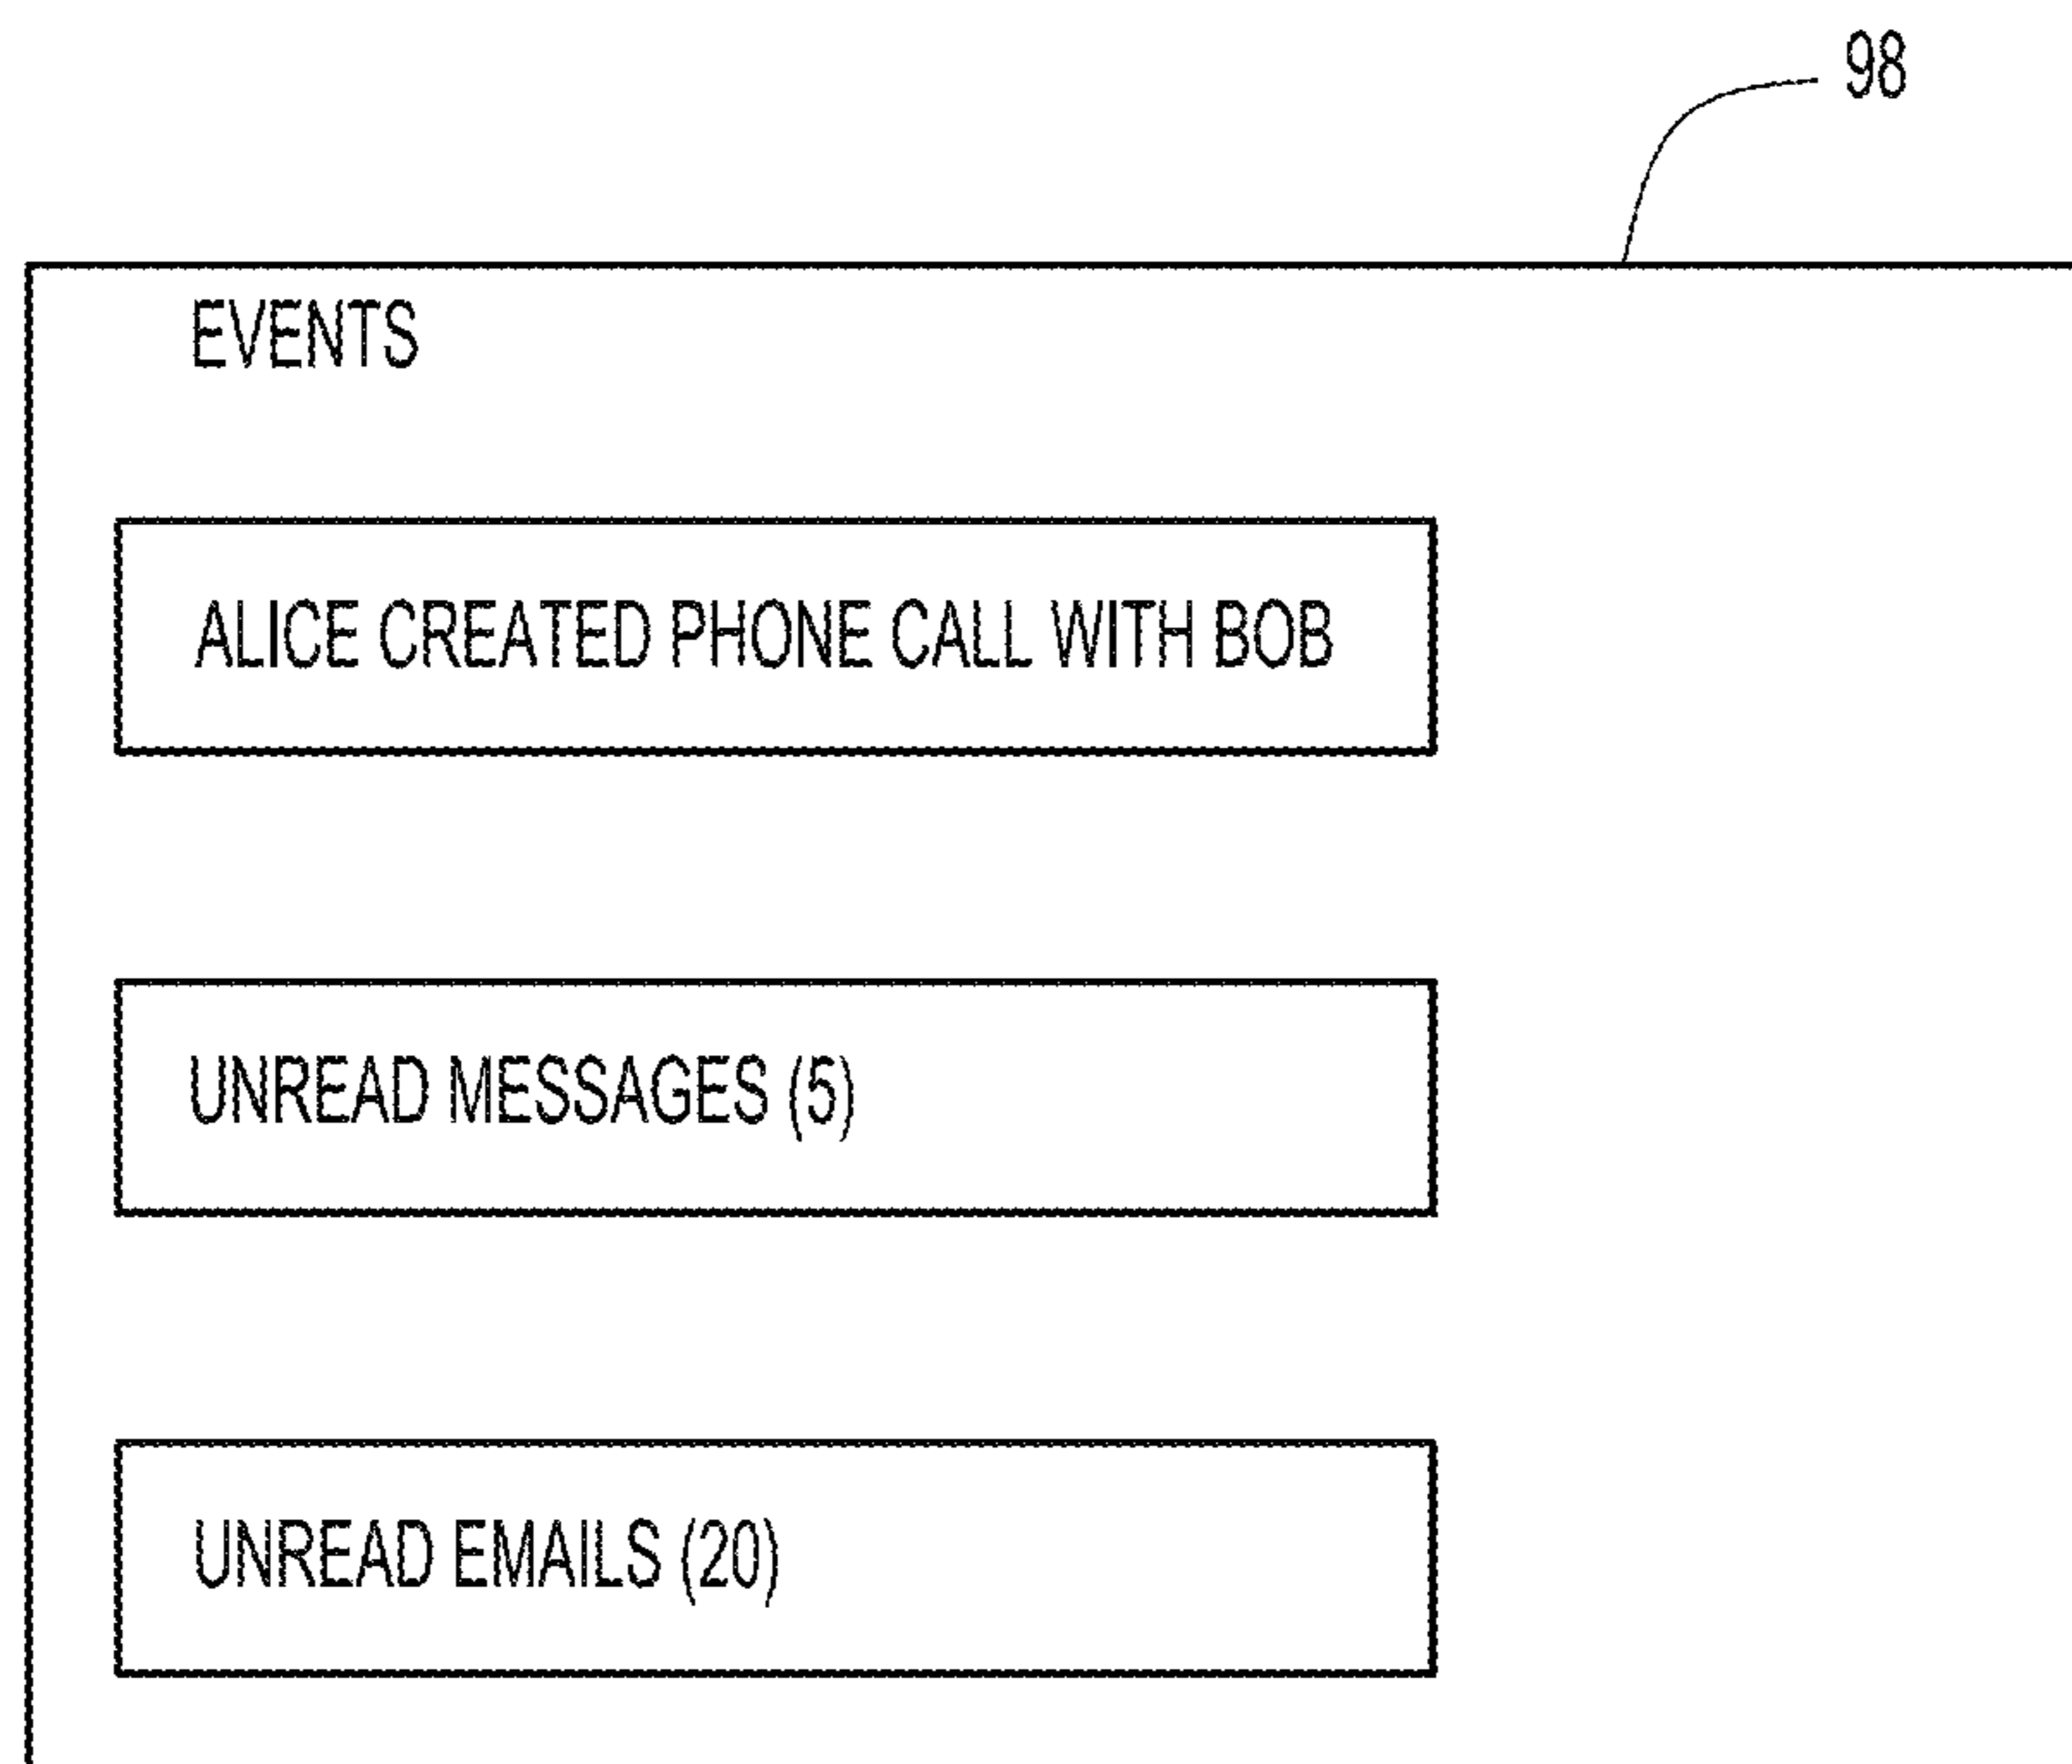 98
EVENTS
ALICE CREATED PHONE CALL WITH BOB
UNREAD MESSAGES (5)
UNREAD EMAILS (20)